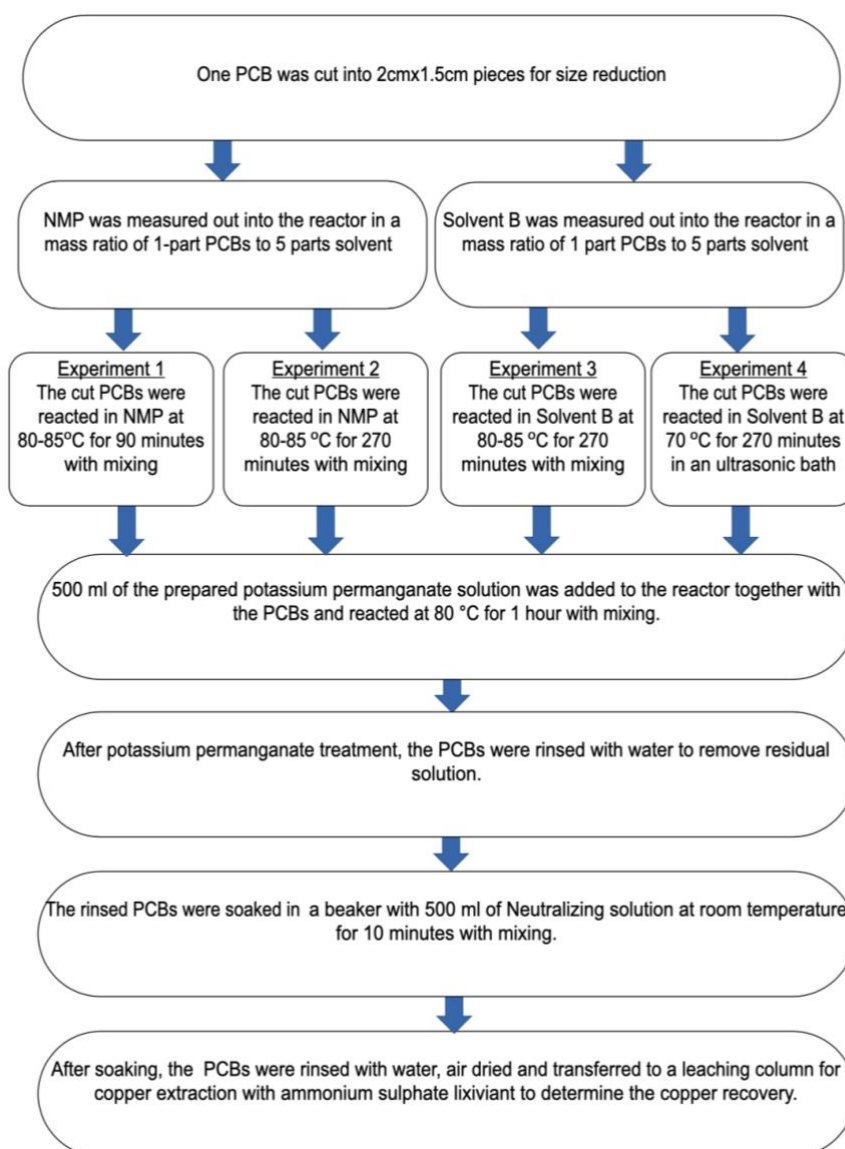 One PCB was cut into 2cmx1.5cm pieces for size reduction
NMP was measured out into the reactor in a
mass ratio of 1-part PCBs to 5 parts solvent
Solvent B was measured out into the reactor in a
mass ratio of 1 part PCBs to 5 parts solvent
Experiment 1
The cut PCBs were
reacted in NMP at
80-85°C for 90 minutes
with mixing
Experiment 2
The cut PCBs were
reacted in NMP at
80-85 °C for 270
minutes with mixing
Experiment 3
The cut PCBs were
reacted in Solvent B at
80-85 °C for 270
minutes with mixing
Experiment 4
The cut PCBs were
reacted in Solvent B at
70 °C for 270 minutes
in an ultrasonic bath
500 ml of the prepared potassium permanganate solution was added to the reactor together with
the PCBs and reacted at 80 °C for 1 hour with mixing.
After potassium permanganate treatment, the PCBs were rinsed with water to remove residual
solution.
The rinsed PCBs were soaked in a beaker with 500 ml of Neutralizing solution at room temperature
for 10 minutes with mixing.
After soaking, the PCBs were rinsed with water, air dried and transferred to a leaching column for
copper extraction with ammonium sulphate lixiviant to determine the copper recovery.